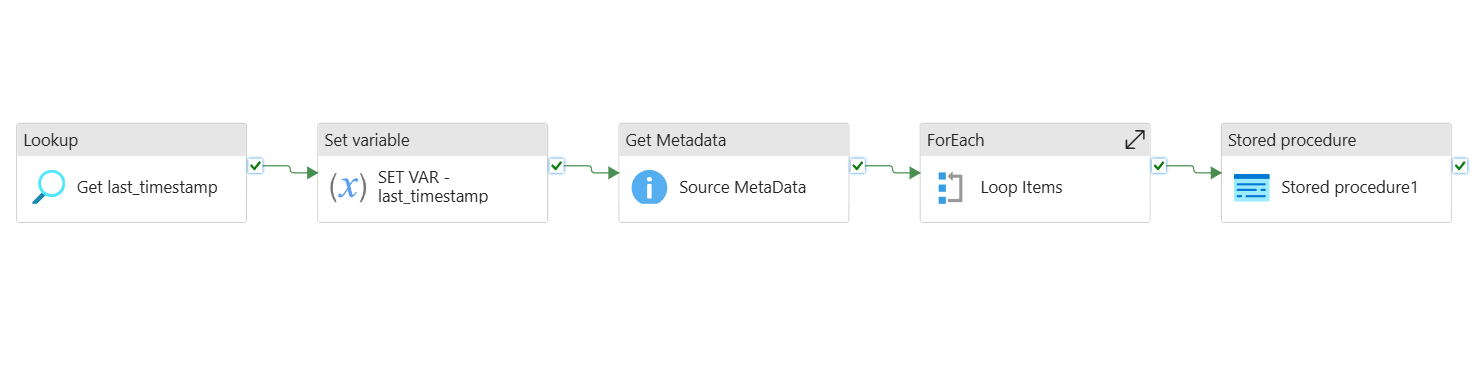 Lookup
Get last_timestamp
Set variable
(x)
SET VAR -
last_timestamp
Get Metadata
Source MetaData
ForEach
Loop Items
Stored procedure
Stored procedure1